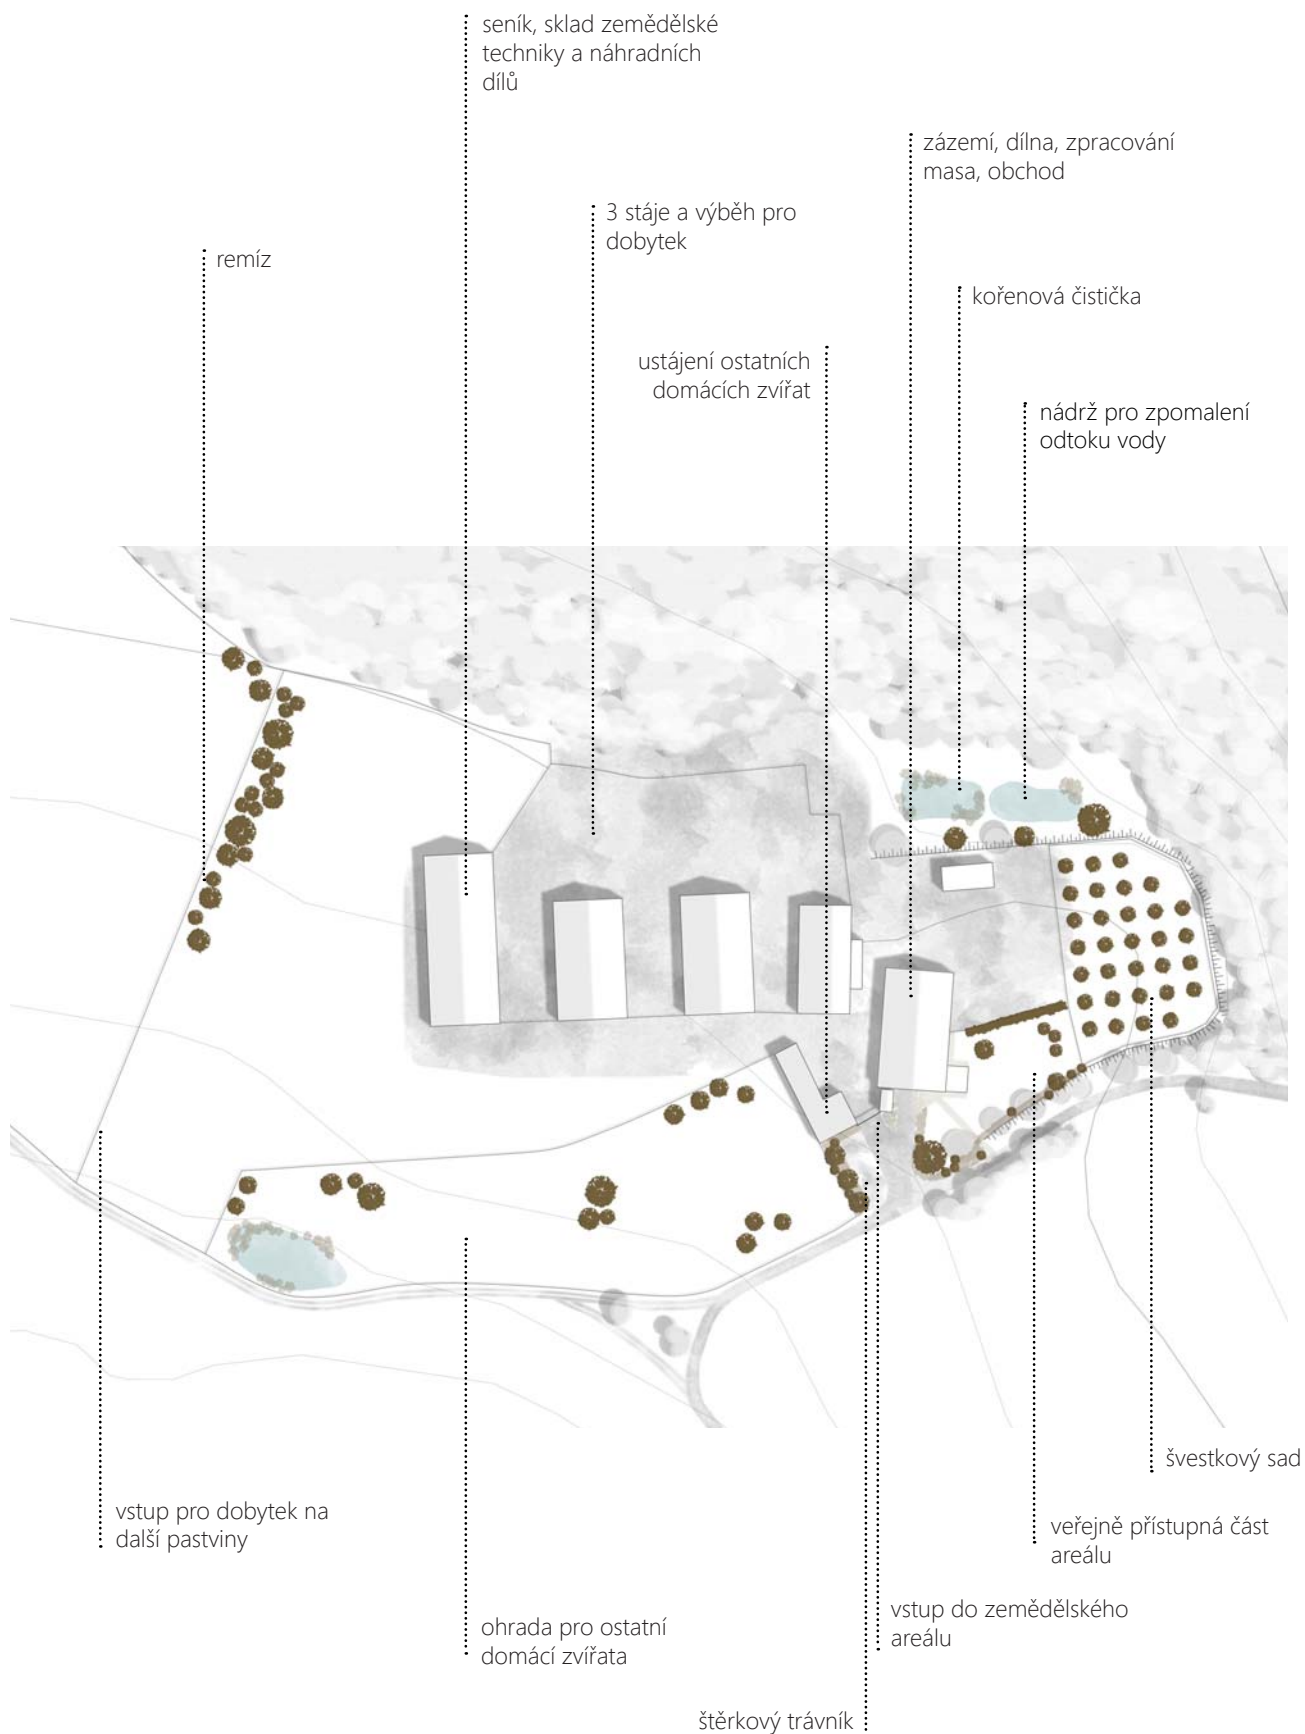 seník, sklad zemědělské
techniky a náhradních
dílů
zázemí, dílna, zpracování
masa, obchod
3 stáje a výběh pro
dobytek
remíz
kořenová čistička
ustájení ostatních
domácích zvířat
nádrž pro zpomalení
odtoku vody
švestkový sad
vstup pro dobytek na
další pastviny
veřejně přístupná část
areálu
vstup do zemědělského
areálu
ohrada pro ostatní
domácí zvířata
štěrkový trávník